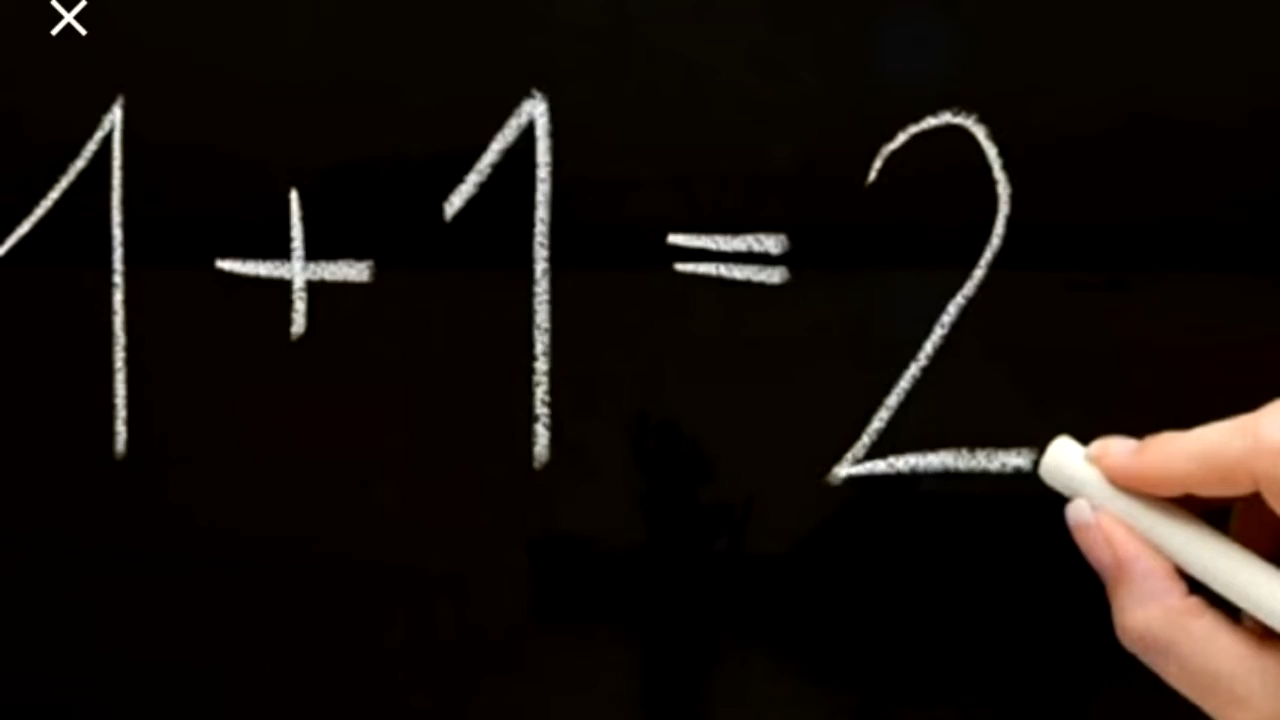 1 + 1 = 2